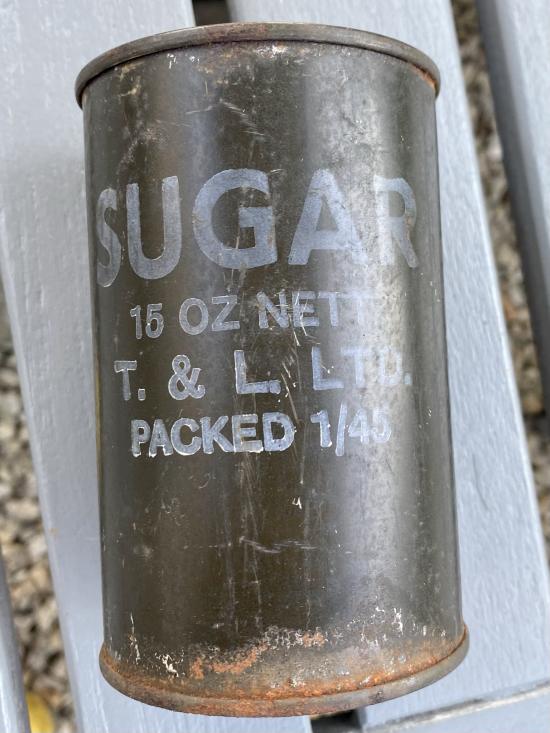 SUGAR
15 OZ NETT
T. & L. LTD.
PACKED 1/45